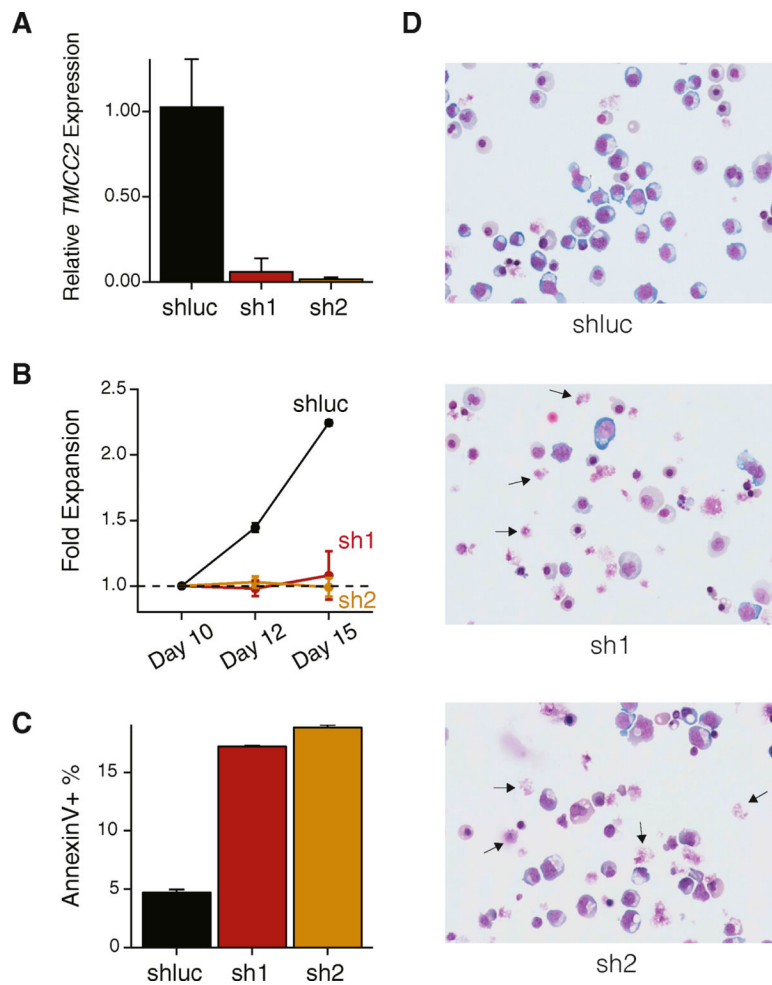 A
Relative TMCC2 Expression
1.00
0.50
0.00
shluc
sh1
sh2
B
Fold Expansion
2.5
2.0
1.5
1.0
shluc
sh1
sh2
Day 10
Day 12
Day 15
C
AnnexinV+ %
15
10
5
0
shluc
sh1
sh2
D
shluc
sh1
sh2